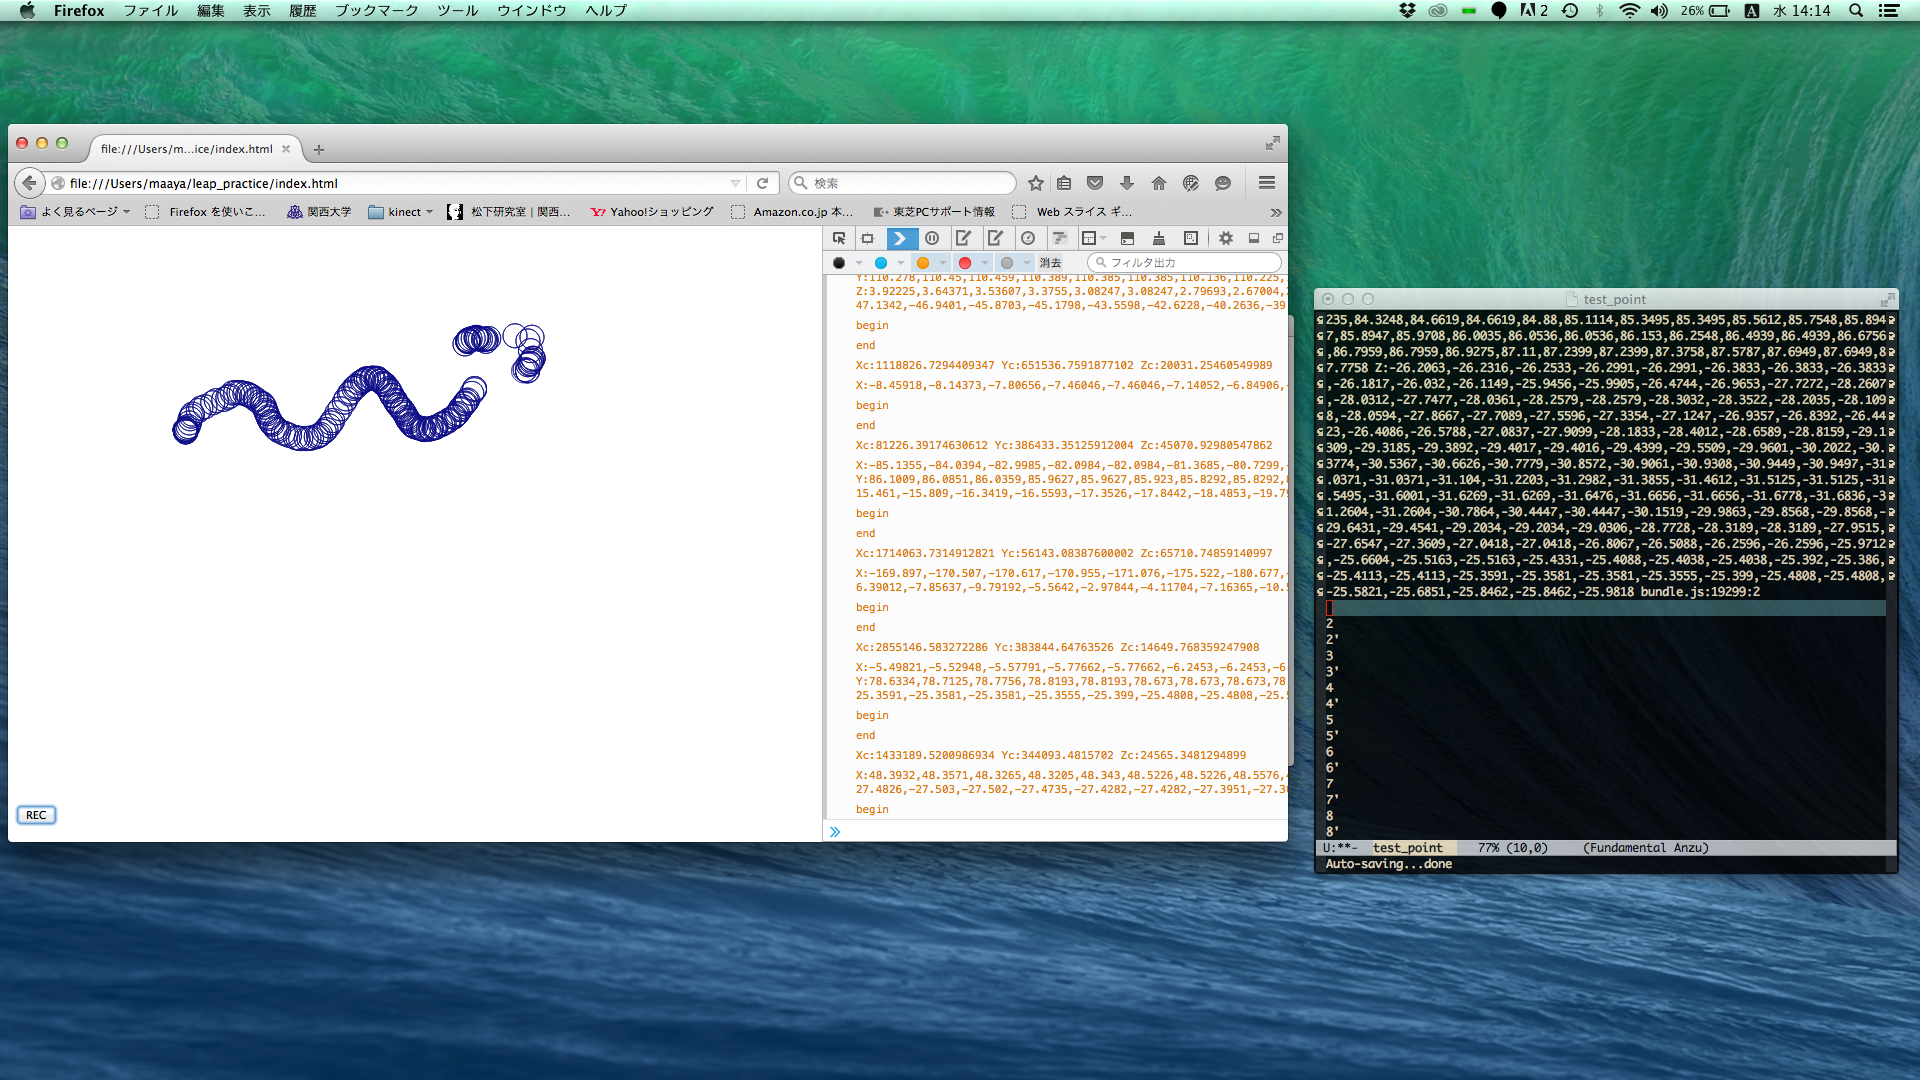 Firefox ファイル 編集 表示 履歴 ブックマーク ツール ウインドウ ヘルプ
2 26% A 水 14:14
file:///Users/m...ice/index.html
file:///Users/maaya/leap_practice/index.html
検索
よく見るページ Firefox を使いこ... 関西大学 kinect 松下研究室 | 関西... Yahoo!ショッピング Amazon.co.jp 本... 東芝PCサポート情報 Web スライス ギ...
消去 フィルタ出力
Y:110.278,110.45,110.459,110.389,110.385,110.385,110.136,110.225,
Z:3.92225,3.64371,3.53607,3.3755,3.08247,3.08247,2.79693,2.67004,
47.1342,-46.9401,-45.8703,-45.1798,-43.5598,-42.6228,-40.2636,-39
begin
end
Xc:1118826.7294409347 Yc:651536.7591877102 Zc:20031.25460549989
X:-8.45918,-8.14373,-7.80656,-7.46046,-7.46046,-7.14052,-6.84906,-
begin
end
Xc:81226.39174630612 Yc:386433.35125912004 Zc:45070.92980547862
X:-85.1355,-84.0394,-82.9985,-82.0984,-82.0984,-81.3685,-80.7299,-
Y:86.1009,86.0851,86.0359,85.9627,85.9627,85.923,85.8292,85.8292,8
15.461,-15.809,-16.3419,-16.5593,-17.3526,-17.8442,-18.4853,-19.79
begin
end
Xc:1714063.7314912821 Yc:56143.08387600002 Zc:65710.74859140997
X:-169.897,-170.507,-170.617,-170.955,-171.076,-175.522,-180.677,-
6.39012,-7.85637,-9.79192,-5.5642,-2.97844,-4.11704,-7.16365,-10.5
begin
end
Xc:2855146.583272286 Yc:383844.64763526 Zc:14649.768359247908
X:-5.49821,-5.52948,-5.57791,-5.77662,-5.77662,-6.2453,-6.2453,-6
Y:78.6334,78.7125,78.7756,78.8193,78.8193,78.673,78.673,78.673,78
25.3591,-25.3581,-25.3581,-25.3555,-25.399,-25.4808,-25.4808,-25.5
begin
end
Xc:1433189.5200986934 Yc:344093.4815702 Zc:24565.3481294899
X:48.3932,48.3571,48.3265,48.3205,48.343,48.5226,48.5226,48.5576,4
27.4826,-27.503,-27.502,-27.4735,-27.4282,-27.4282,-27.3951,-27.36
begin
REC
test_point
235,84.3248,84.6619,84.6619,84.88,85.1114,85.3495,85.3495,85.5612,85.7548,85.894
7,85.8947,85.9708,86.0035,86.0536,86.0536,86.153,86.2548,86.4939,86.4939,86.6756
,86.7959,86.7959,86.9275,87.11,87.2399,87.2399,87.3758,87.5787,87.6949,87.6949,8
7.7758 Z:-26.2063,-26.2316,-26.2533,-26.2991,-26.2991,-26.3833,-26.3833,-26.3833
,-26.1817,-26.032,-26.1149,-25.9456,-25.9905,-26.4744,-26.9653,-27.7272,-28.2607
,-28.0312,-27.7477,-28.0361,-28.2579,-28.2579,-28.3032,-28.3522,-28.2035,-28.109
8,-28.0594,-27.8667,-27.7089,-27.5596,-27.3354,-27.1247,-26.9357,-26.8392,-26.44
23,-26.4086,-26.5788,-27.0837,-27.9099,-28.1833,-28.4012,-28.6589,-28.8159,-29.1
309,-29.3185,-29.3892,-29.4017,-29.4016,-29.4399,-29.5509,-29.9601,-30.2022,-30.
3774,-30.5367,-30.6626,-30.7779,-30.8572,-30.9061,-30.9308,-30.9449,-30.9497,-31
.0371,-31.0371,-31.104,-31.2203,-31.2982,-31.3855,-31.4612,-31.5125,-31.5125,-31
.5495,-31.6001,-31.6269,-31.6269,-31.6476,-31.6656,-31.6656,-31.6778,-31.6836,-3
1.2604,-31.2604,-30.7864,-30.4447,-30.4447,-30.1519,-29.9863,-29.8568,-29.8568,-
29.6431,-29.4541,-29.2034,-29.2034,-29.0306,-28.7728,-28.3189,-28.3189,-27.9515,
-27.6547,-27.3609,-27.0418,-27.0418,-26.8067,-26.5088,-26.2596,-26.2596,-25.9712
,-25.6604,-25.5163,-25.5163,-25.4331,-25.4088,-25.4038,-25.4038,-25.392,-25.386,
-25.4113,-25.4113,-25.3591,-25.3581,-25.3581,-25.3555,-25.399,-25.4808,-25.4808,
-25.5821,-25.6851,-25.8462,-25.8462,-25.9818 bundle.js:19299:2
2
2'
3
3'
4
4'
5
5'
6
6'
7
7'
8
8'
U:**- test_point 77% (10,0) (Fundamental Anzu)
Auto-saving...done